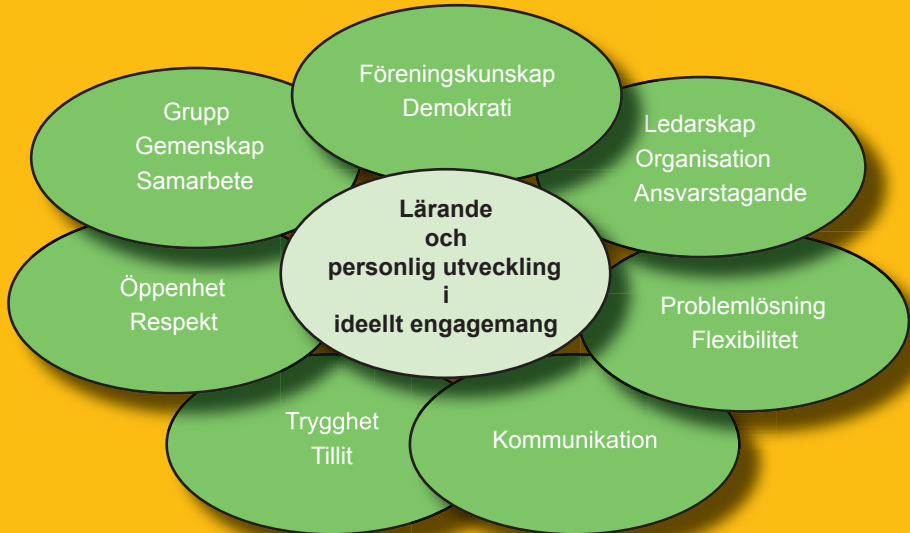 Föreningskunskap
Demokrati
Grupp
Gemenskap
Samarbete
Ledarskap
Organisation
Ansvarstagande
Lärande
och
personlig utveckling
i
ideellt engagemang
Öppenhet
Respekt
Problemlösning
Flexibilitet
Trygghet
Tillit
Kommunikation